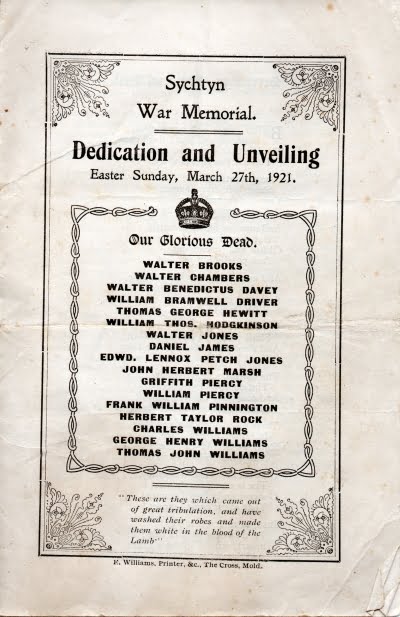 Sychtyn
War Memorial.
Dedication and Unveiling
Easter Sunday, March 27th, 1921.
Our Glorious Dead.
WALTER BROOKS
WALTER CHAMBERS
WALTER BENEDICTUS DAVEY
WILLIAM BRAMWELL DRIVER
THOMAS GEORGE HEWITT
WILLIAM THOS. HODGKINSON
WALTER JONES
DANIEL JAMES
EDWD. LENNOX PETCH JONES
JOHN HERBERT MARSH
GRIFFITH PIERCY
WILLIAM PIERCY
FRANK WILLIAM PINNINGTON
HERBERT TAYLOR ROCK
CHARLES WILLIAMS
GEORGE HENRY WILLIAMS
THOMAS JOHN WILLIAMS
"These are they which came out
of great tribulation, and have
washed their robes and made
them white in the blood of the
Lamb"
E. Williams, Printer, &c., The Cross, Mold.